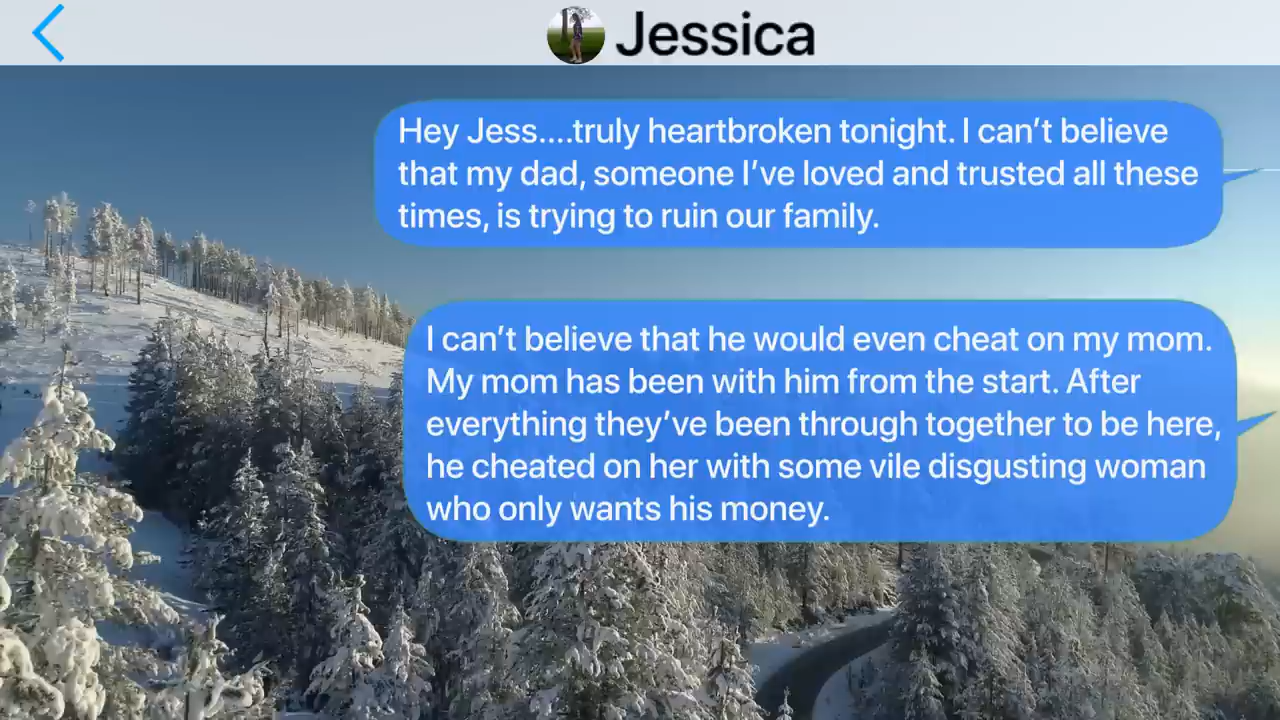 Jessica
Hey Jess....truly heartbroken tonight. I can’t believe
that my dad, someone I’ve loved and trusted all these
times, is trying to ruin our family.
I can’t believe that he would even cheat on my mom.
My mom has been with him from the start. After
everything they’ve been through together to be here,
he cheated on her with some vile disgusting woman
who only wants his money.